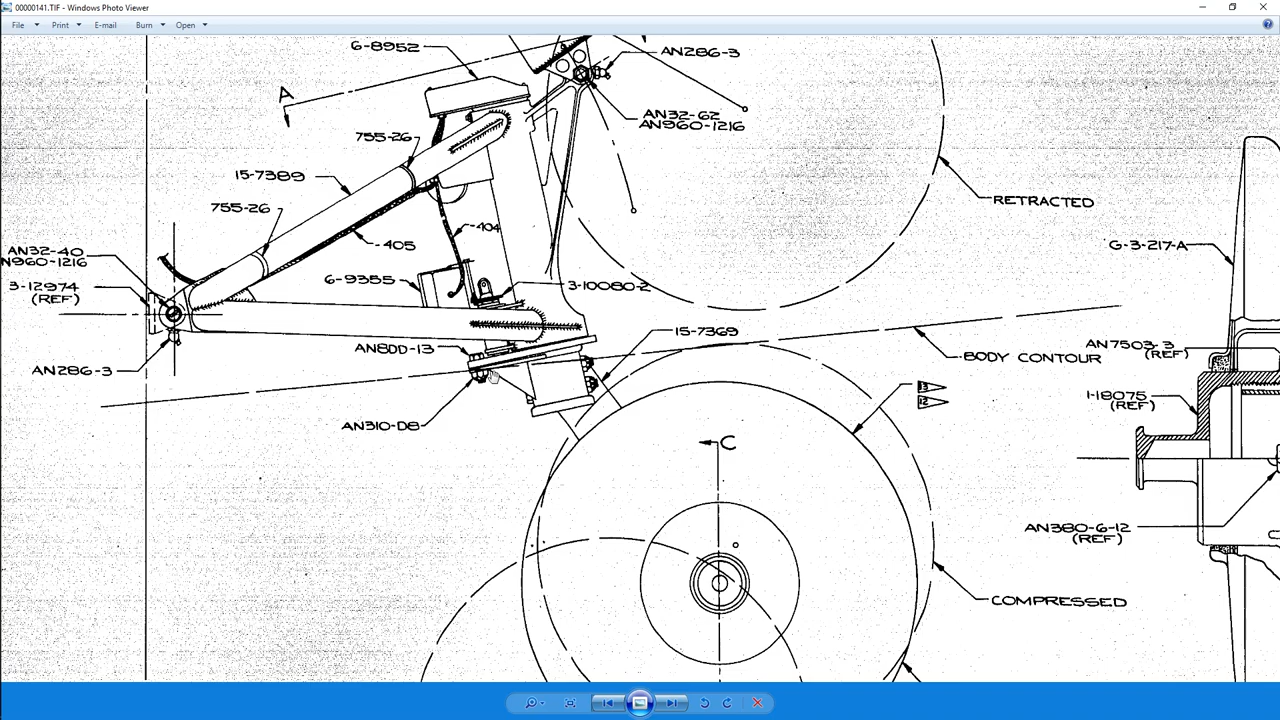 00000141.TIF - Windows Photo Viewer
File Print E-mail Burn Open
6-8952
AN286-3
A
AN32-62
AN960-1216
755-26
15-7389
RETRACTED
755-26
G-3-217-A
-404
-405
AN32-40
N960-1216
6-9355
3-12974
(REF)
3-10080-2
15-7369
AN8DD-13
AN7503-3
(REF)
BODY CONTOUR
AN286-3
13
1-18075
(REF)
12
AN310-D8
C
AN380-6-12
(REF)
COMPRESSED